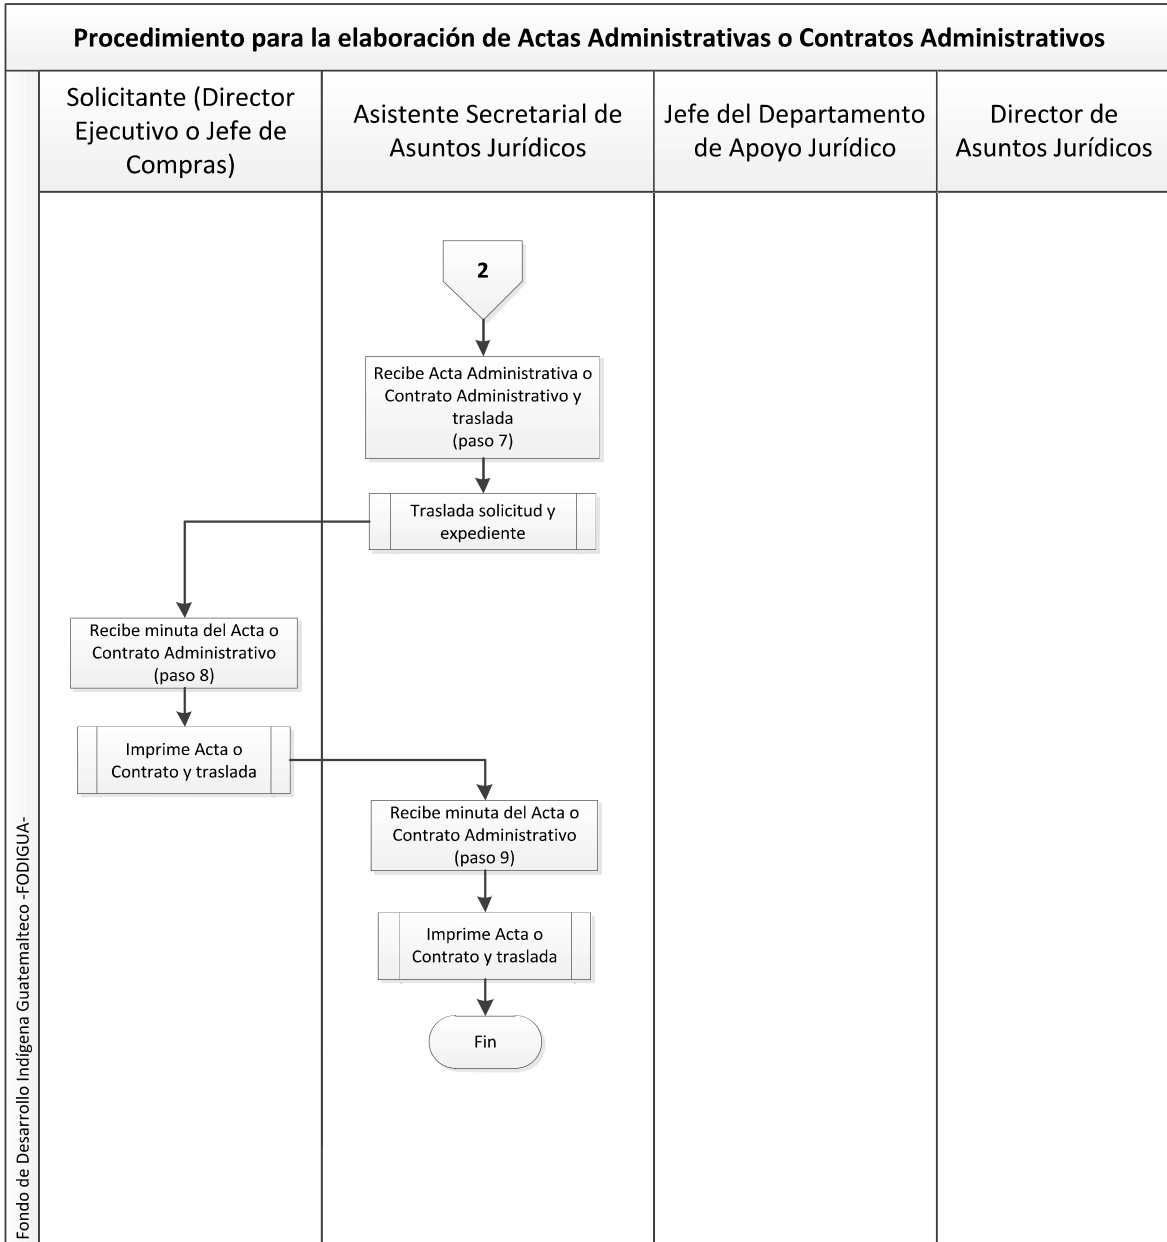 Procedimiento para la elaboración de Actas Administrativas o Contratos Administrativos
Solicitante (Director
Ejecutivo o Jefe de
Compras)
Asistente Secretarial de
Asuntos Jurídicos
Jefe del Departamento
de Apoyo Jurídico
Director de
Asuntos Jurídicos
2
Recibe Acta Administrativa o
Contrato Administrativo y
traslada
(paso 7)
Traslada solicitud y
expediente
Recibe minuta del Acta o
Contrato Administrativo
(paso 8)
Imprime Acta o
Contrato y traslada
Recibe minuta del Acta o
Contrato Administrativo
(paso 9)
Imprime Acta o
Contrato y traslada
Fin
Fondo de Desarrollo Indígena Guatemalteco -FODIGUA-